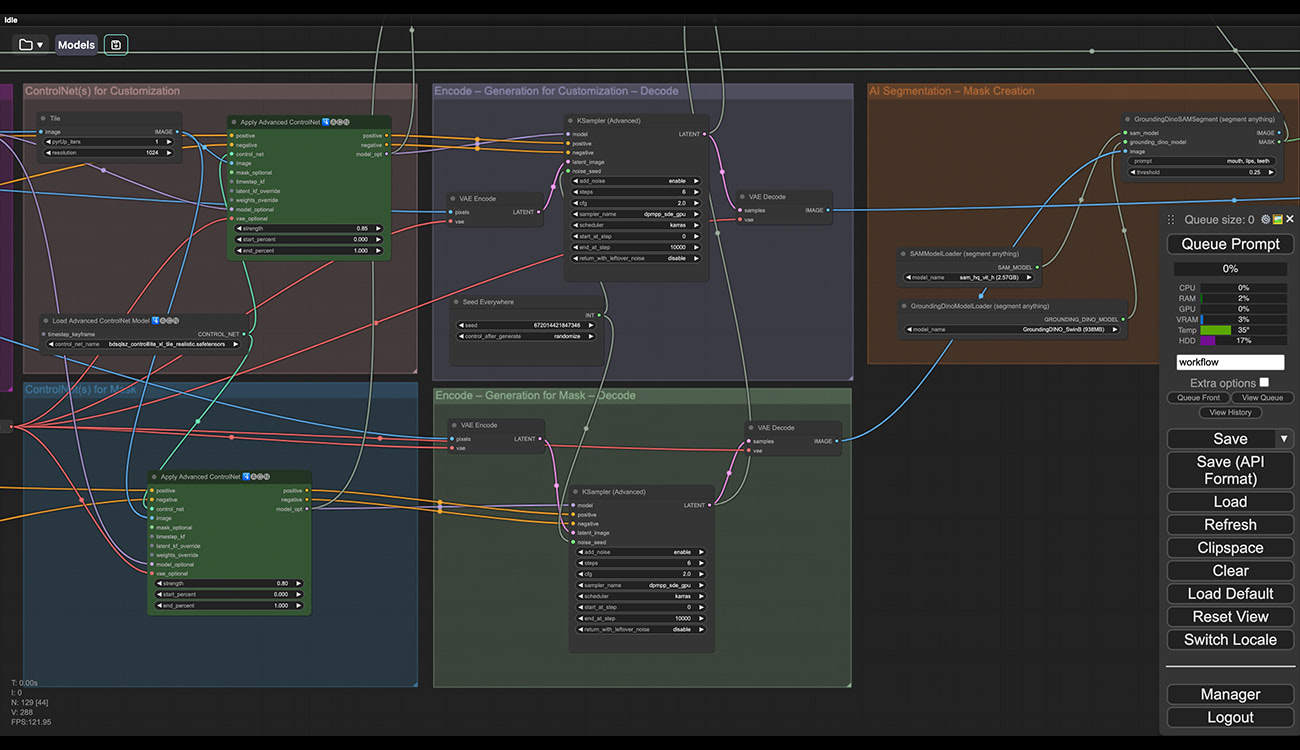 Idle
Models
ControlNet(s) for Customization
Tile
image IMAGE
pyrUp_iters 1
resolution 1024
Apply Advanced ControlNet
positive positive
negative negative
control_net model_opt
image
mask_optional
timestep_kf
latent_kf_override
weights_override
model_optional
vae_optional
strength 0.85
start_percent 0.000
end_percent 1.000
Load Advanced ControlNet Model
timestep_keyframe CONTROL_NET
control_net_name bdsqlsz_controlllite_xl_tile_realistic.safetensors
Encode – Generation for Customization – Decode
VAE Encode
pixels LATENT
vae
KSampler (Advanced)
model LATENT
positive
negative
latent_image
noise_seed
add_noise enable
steps 6
cfg 2.0
sampler_name dpmpp_sde_gpu
scheduler karras
start_at_step 0
end_at_step 10000
return_with_leftover_noise disable
VAE Decode
samples IMAGE
vae
Seed Everywhere
INT
seed 672014421847346
control_after_generate randomize
AI Segmentation – Mask Creation
GroundingDinoSAMSegment (segment anything)
sam_model IMAGE
grounding_dino_model MASK
image
prompt mouth, lips, teeth
threshold 0.25
SAMModelLoader (segment anything)
SAM_MODEL
model_name sam_hq_vit_h (2.57GB)
GroundingDinoModelLoader (segment anything)
GROUNDING_DINO_MODEL
model_name GroundingDINO_SwinB (938MB)
ControlNet(s) for Mask
Apply Advanced ControlNet
positive positive
negative negative
control_net model_opt
image
mask_optional
timestep_kf
latent_kf_override
weights_override
model_optional
vae_optional
strength 0.80
start_percent 0.000
end_percent 1.000
Encode – Generation for Mask – Decode
VAE Encode
pixels LATENT
vae
VAE Decode
samples IMAGE
vae
KSampler (Advanced)
model LATENT
positive
negative
latent_image
noise_seed
add_noise enable
steps 6
cfg 2.0
sampler_name dpmpp_sde_gpu
scheduler karras
start_at_step 0
end_at_step 10000
return_with_leftover_noise disable
T: 0.00s
I: 0
N: 129 [44]
V: 288
FPS:121.95
Queue size: 0
Queue Prompt
0%
CPU 0%
RAM 2%
GPU 0%
VRAM 3%
Temp 35°
HDD 17%
workflow
Extra options
Queue Front View Queue
View History
Save
Save (API
Format)
Load
Refresh
Clipspace
Clear
Load Default
Reset View
Switch Locale
Manager
Logout